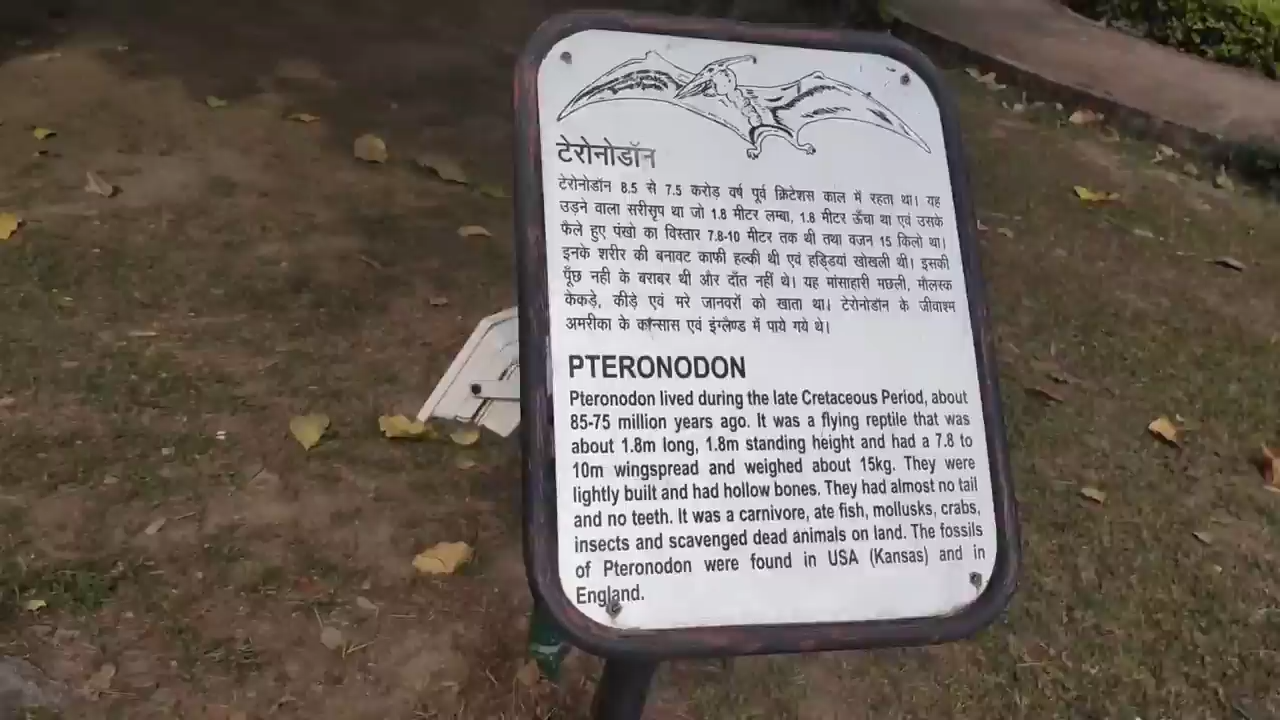 टेरोनोडॉन
टेरोनोडॉन 8.5 से 7.5 करोड़ वर्ष पूर्व क्रिटेशस काल में रहता था। यह
उड़ने वाला सरीसृप था जो 1.8 मीटर लम्बा, 1.8 मीटर ऊँचा था एवं उसके
फैले हुए पंखो का विस्तार 7.8-10 मीटर तक थी तथा वजन 15 किलो था।
इनके शरीर की बनावट काफी हल्की थी एवं हड्डियां खोखली थी। इसकी
पूँछ नही के बराबर थी और दाँत नहीं थे। यह मांसाहारी मछली, मौलस्क
केकड़े, कीड़े एवं मरे जानवरों को खाता था। टेरोनोडॉन के जीवाश्म
अमरीका के कान्सास एवं इंग्लैण्ड में पाये गये थे।
PTERONODON
Pteronodon lived during the late Cretaceous Period, about
85-75 million years ago. It was a flying reptile that was
about 1.8m long, 1.8m standing height and had a 7.8 to
10m wingspread and weighed about 15kg. They were
lightly built and had hollow bones. They had almost no tail
and no teeth. It was a carnivore, ate fish, mollusks, crabs,
insects and scavenged dead animals on land. The fossils
of Pteronodon were found in USA (Kansas) and in
England.